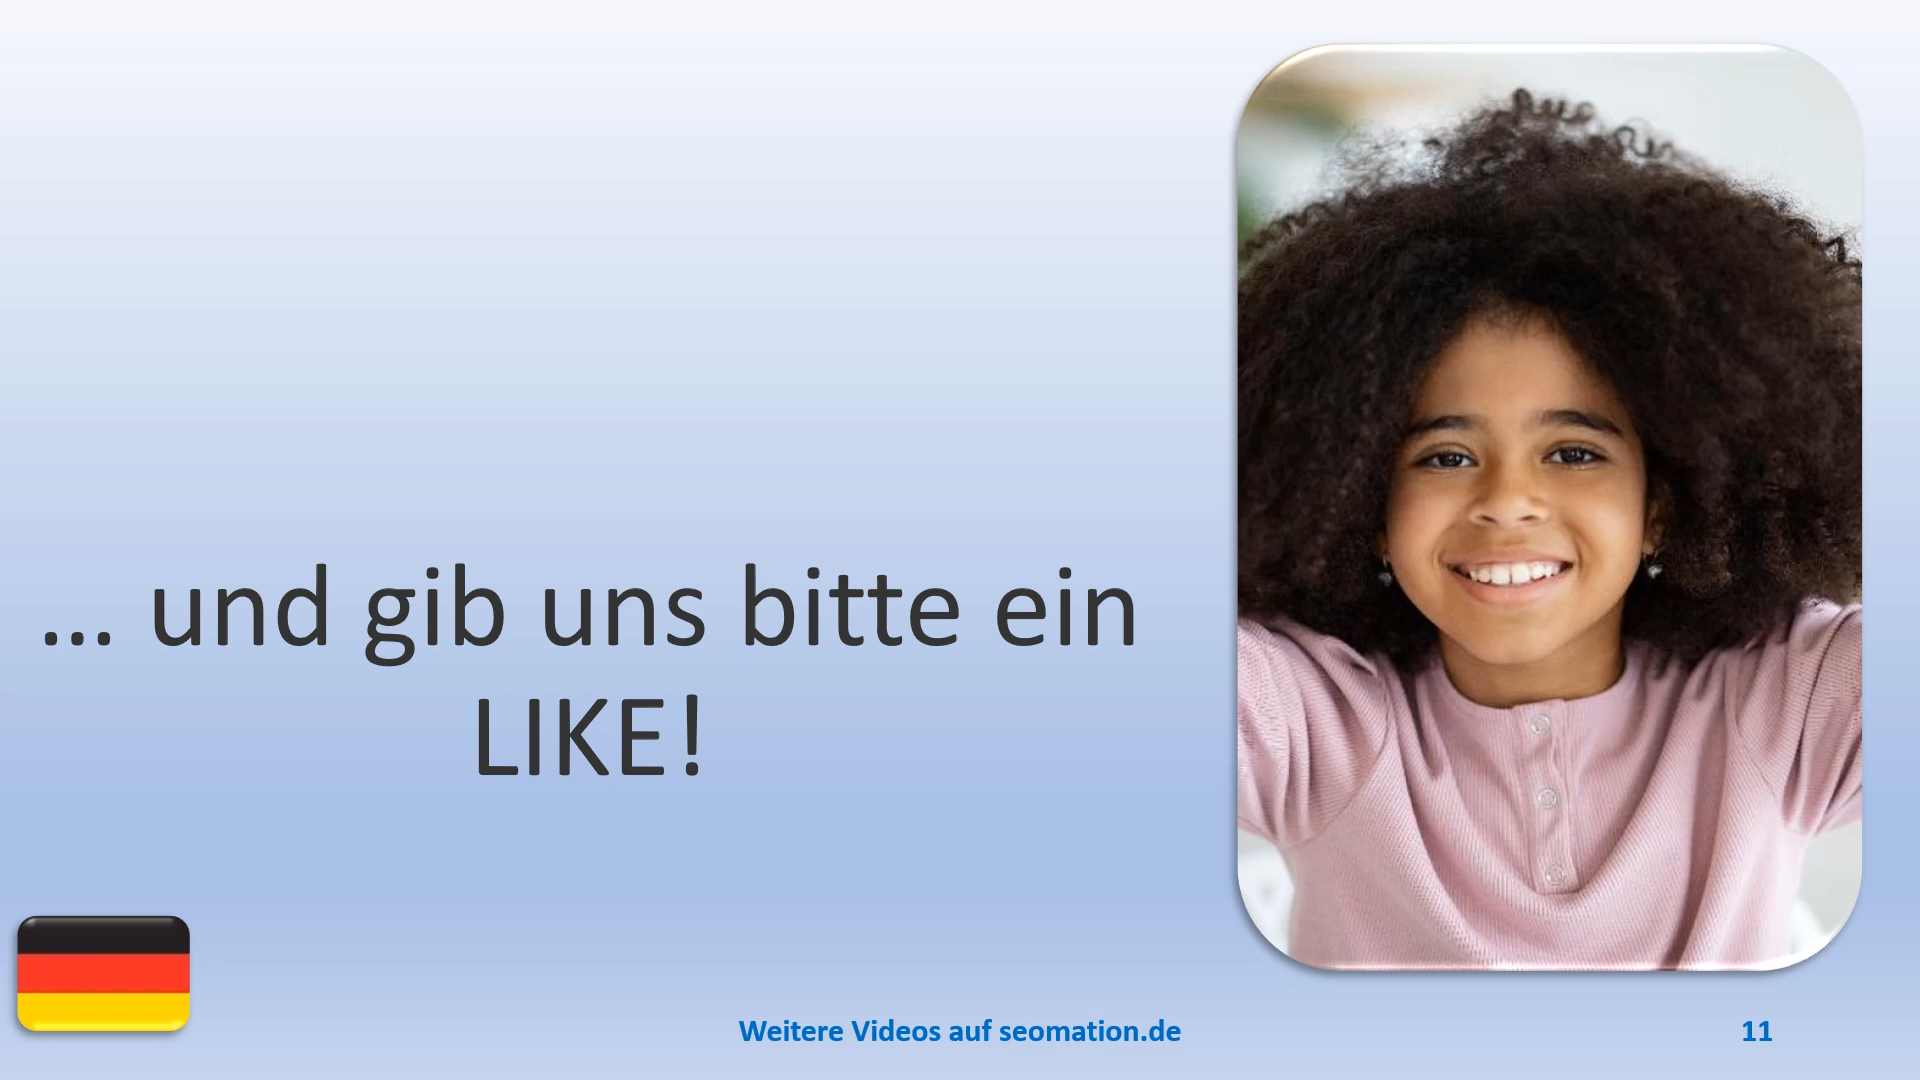 ... und gib uns bitte ein
LIKE!
Weitere Videos auf seomation.de
11